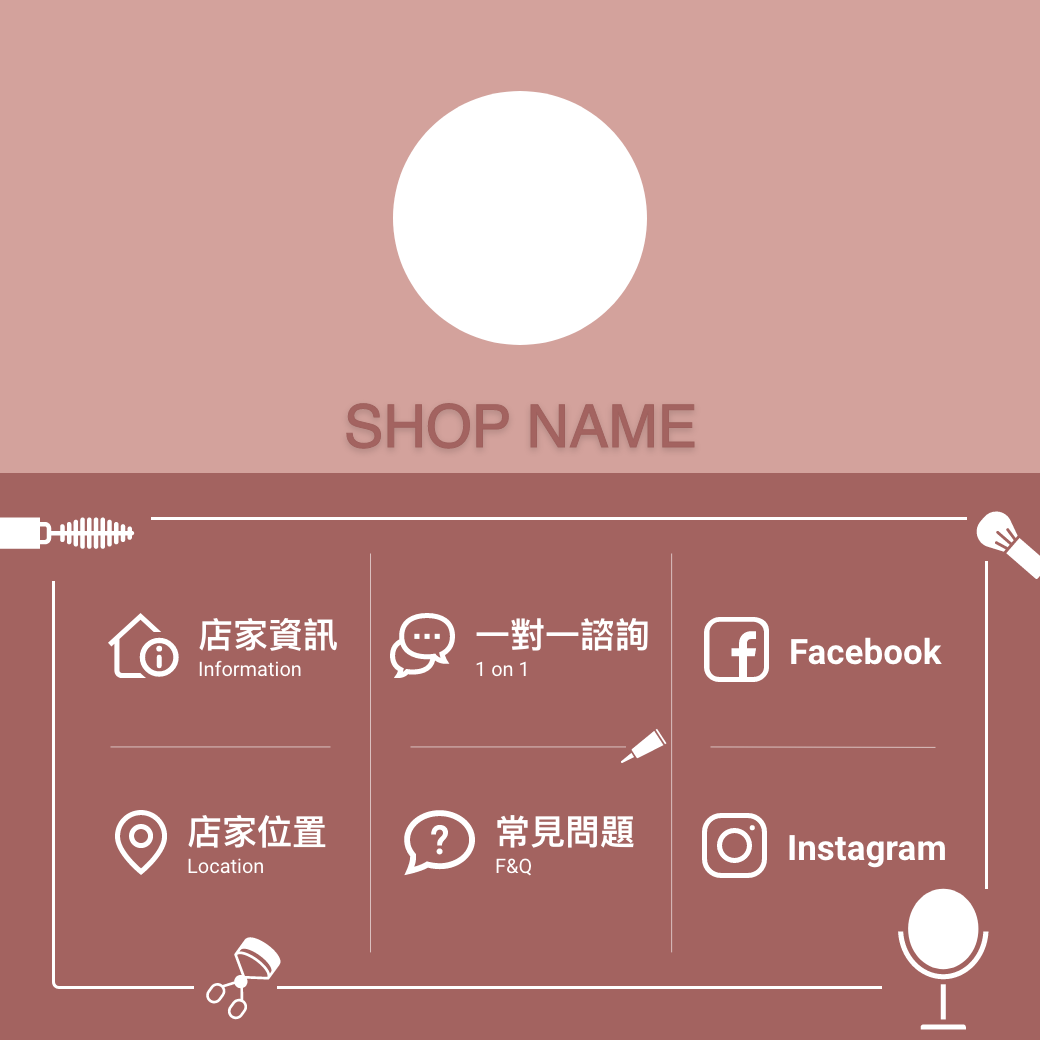 SHOP NAME
店家資訊
Information
一對一諮詢
1 on 1
Facebook
店家位置
Location
常見問題
F&Q
Instagram